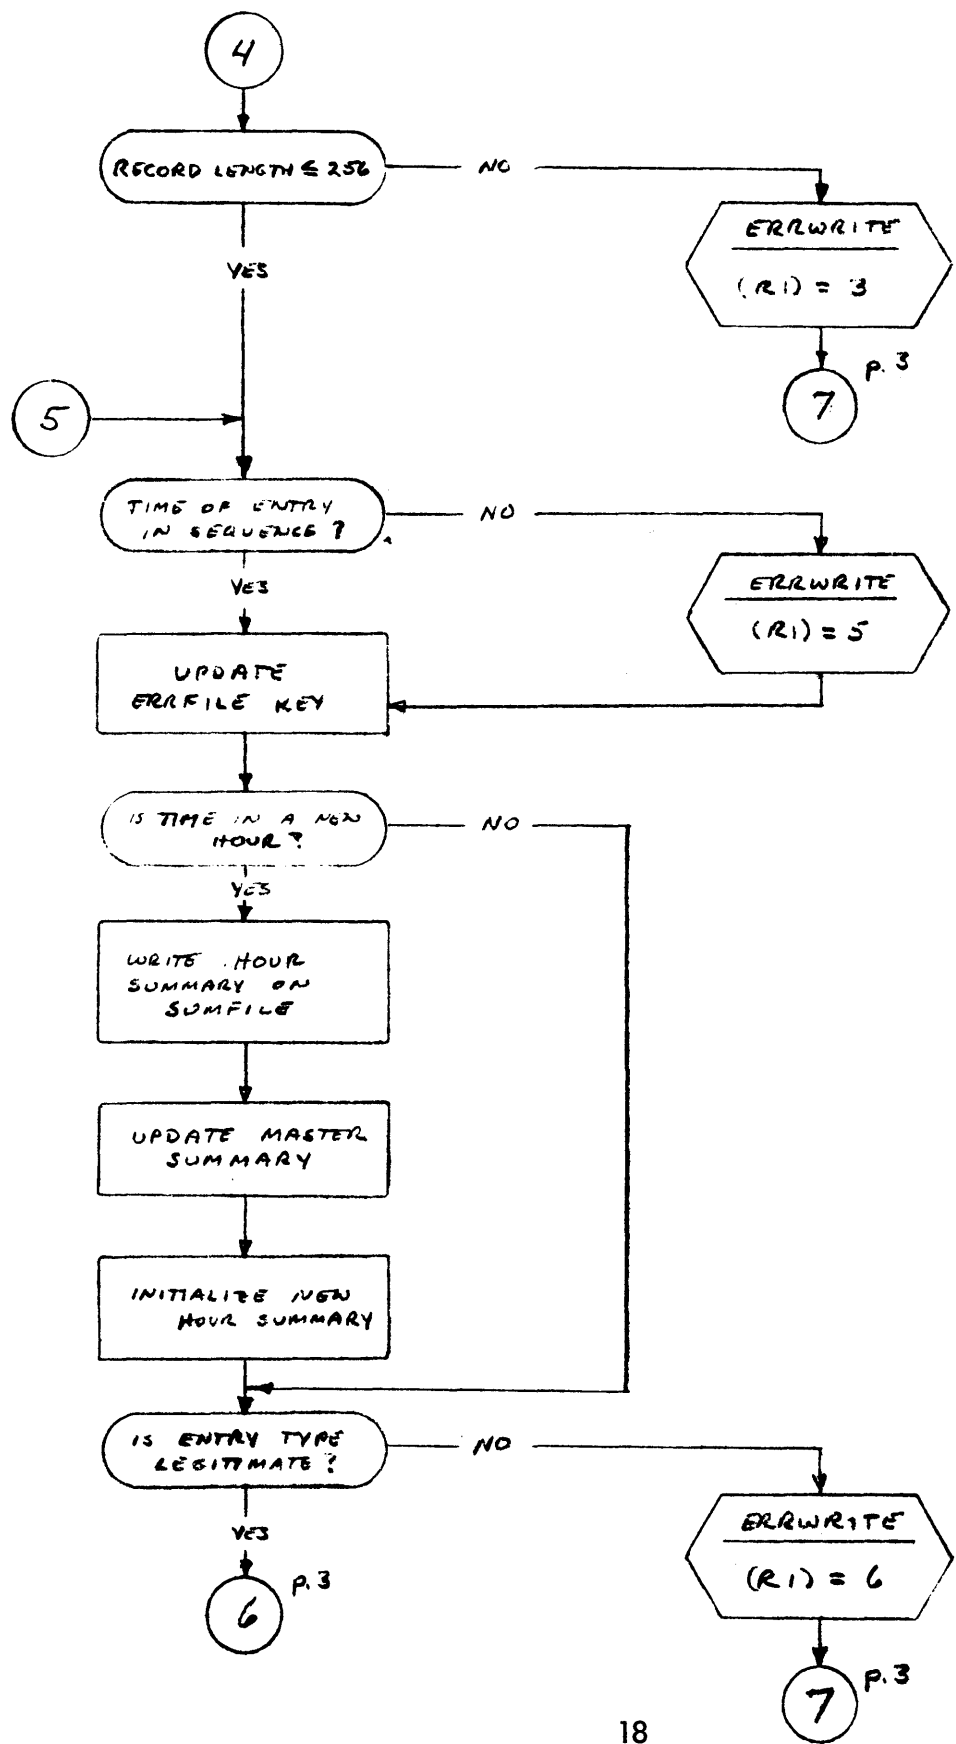 4
RECORD LENGTH ≤ 256
NO
ERRWRITE
(R1) = 3
YES
p. 3
7
5
TIME OF ENTRY
IN SEQUENCE?
NO
YES
ERRWRITE
(R1) = 5
UPDATE
ERRFILE KEY
IS TIME IN A NEW
HOUR?
NO
YES
WRITE HOUR
SUMMARY ON
SUMFILE
UPDATE MASTER
SUMMARY
INITIALIZE NEW
HOUR SUMMARY
IS ENTRY TYPE
LEGITIMATE?
NO
YES
ERRWRITE
(R1) = 6
p. 3
6
p. 3
7
18